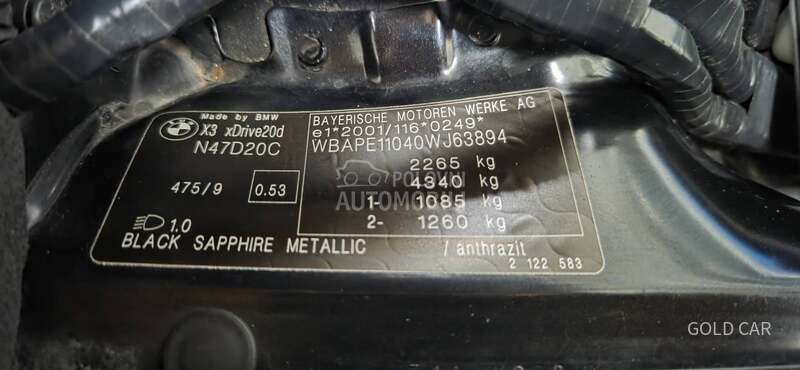 Made by BMW
X3 xDrive20d
N47D20C
475/9 0.53
1.0
BLACK SAPPHIRE METALLIC / anthrazit
BAYERISCHE MOTOREN WERKE AG
e1*2001/116*0249*
WBAPE11040WJ63894
2265 kg
4340 kg
1- 1085 kg
2- 1260 kg
2 122 583
POLOVNI
AUTOMOBILI
GOLD CAR